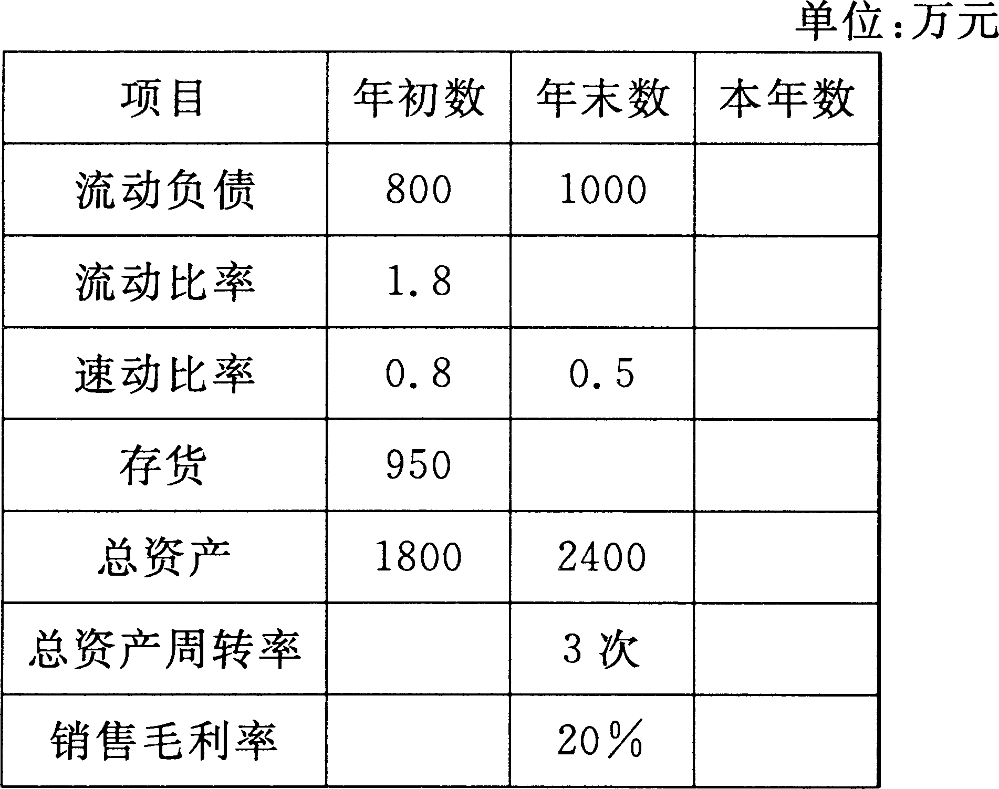 单位:万元
项目 年初数 年末数 本年数
流动负债 800 1000
流动比率 1.8
速动比率 0.8 0.5
存货 950
总资产 1800 2400
总资产周转率 3次
销售毛利率 20%